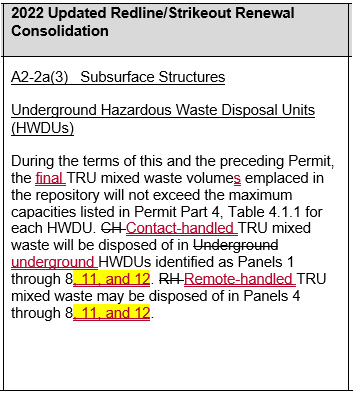 2022 Updated Redline/Strikeout Renewal
Consolidation
A2-2a(3) Subsurface Structures
Underground Hazardous Waste Disposal Units
(HWDUs)
During the terms of this and the preceding Permit,
the final TRU mixed waste volumes emplaced in
the repository will not exceed the maximum
capacities listed in Permit Part 4, Table 4.1.1 for
each HWDU. CH Contact-handled TRU mixed
waste will be disposed of in Underground
underground HWDUs identified as Panels 1
through 8, 11, and 12. RH Remote-handled TRU
mixed waste may be disposed of in Panels 4
through 8, 11, and 12.